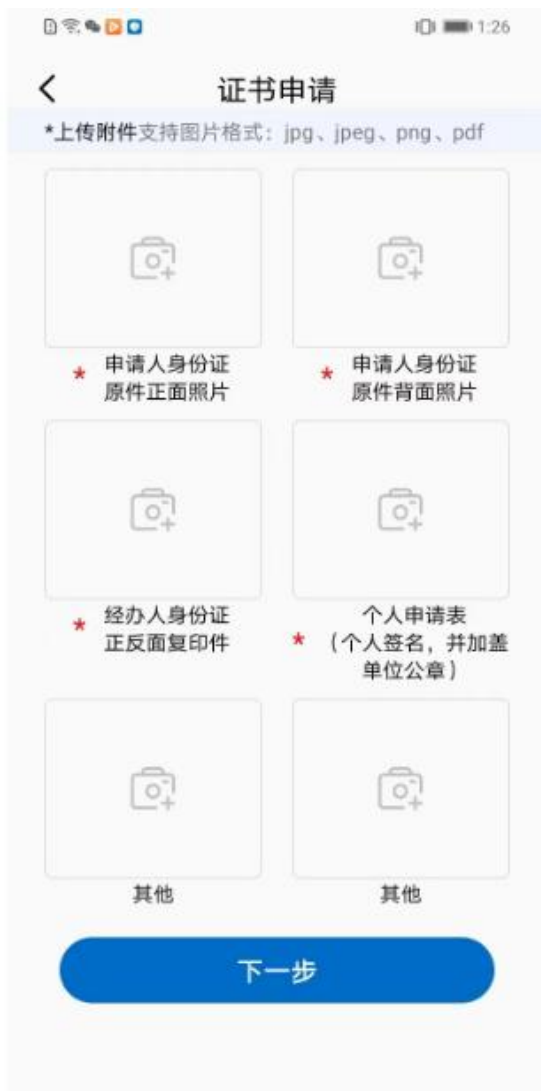 1:26
证书申请
*上传附件支持图片格式：jpg、jpeg、png、pdf
* 申请人身份证
原件正面照片
* 申请人身份证
原件背面照片
* 经办人身份证
正反面复印件
个人申请表
* （个人签名，并加盖
单位公章）
其他
其他
下一步